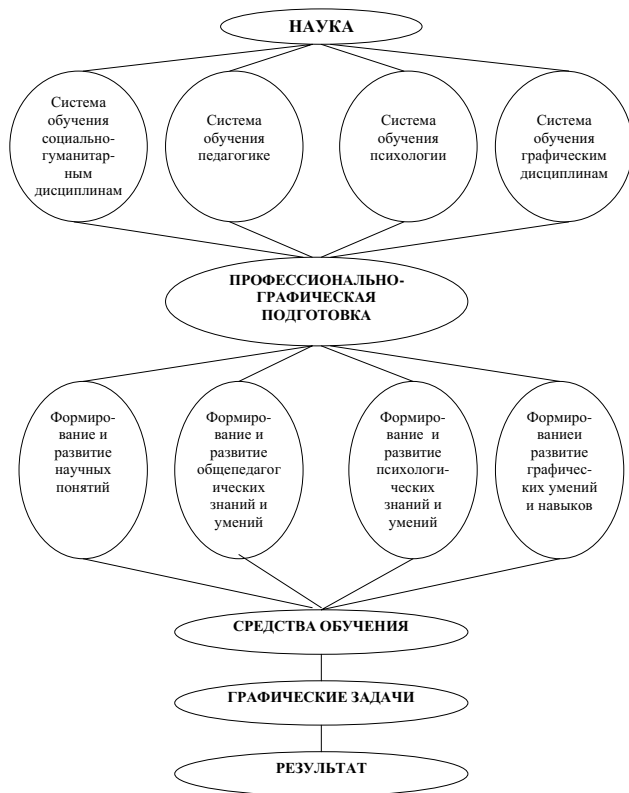 НАУКА
Система
обучения
социально-
гуманитар-
ным
дисциплинам
Система
обучения
педагогике
Система
обучения
психологии
Система
обучения
графическим
дисциплинам
ПРОФЕССИОНАЛЬНО-
ГРАФИЧЕСКАЯ
ПОДГОТОВКА
Формиро-
вание и
развитие
научных
понятий
Формиро-
вание и
развитие
общепедагог
ических
знаний и
умений
Формиро-
вание и
развитие
психологи-
ческих
знаний и
умений
Формиро-
ваниеи
развитие
графичес-
ких умений
и навыков
СРЕДСТВА ОБУЧЕНИЯ
ГРАФИЧЕСКИЕ ЗАДАЧИ
РЕЗУЛЬТАТ